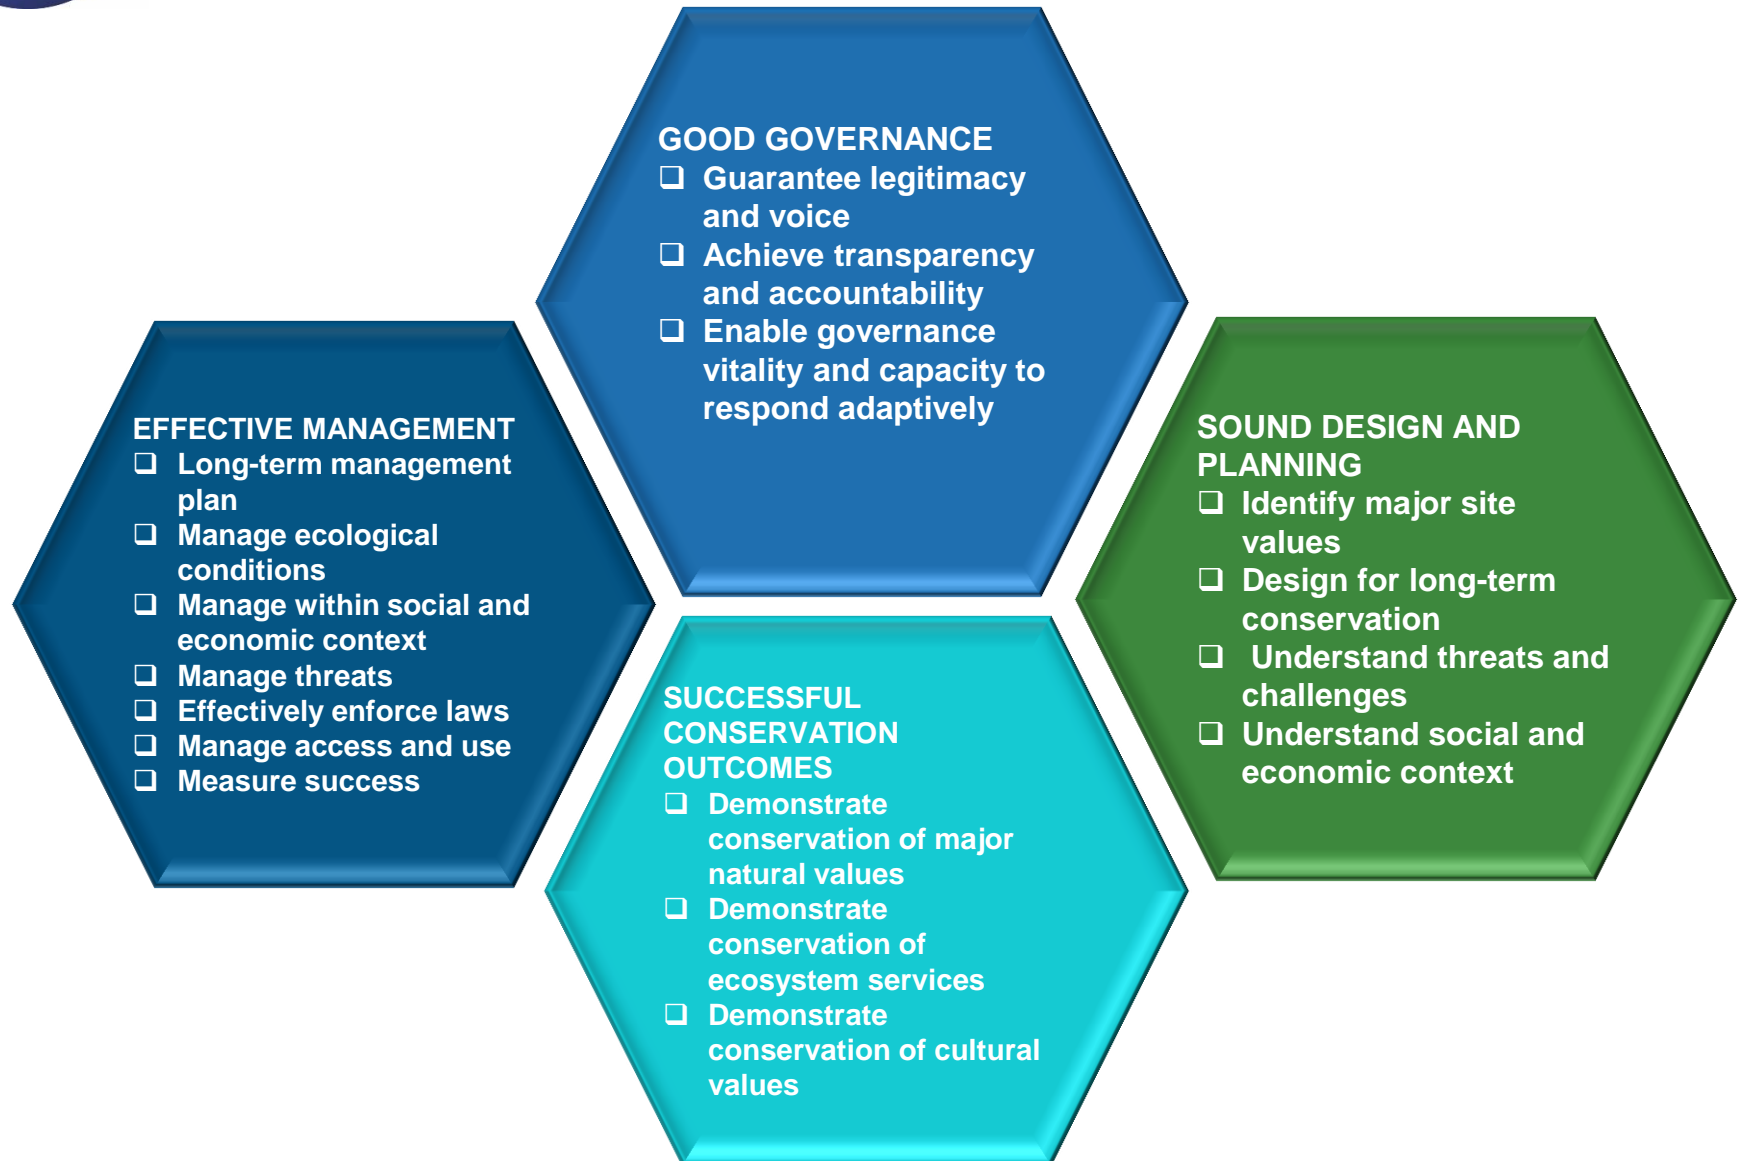 GOOD GOVERNANCE
❑ Guarantee legitimacy
and voice
❑ Achieve transparency
and accountability
❑ Enable governance
vitality and capacity to
respond adaptively
EFFECTIVE MANAGEMENT
❑ Long-term management
plan
❑ Manage ecological
conditions
❑ Manage within social and
economic context
❑ Manage threats
❑ Effectively enforce laws
❑ Manage access and use
❑ Measure success
SOUND DESIGN AND
PLANNING
❑ Identify major site
values
❑ Design for long-term
conservation
❑ Understand threats and
challenges
❑ Understand social and
economic context
SUCCESSFUL
CONSERVATION
OUTCOMES
❑ Demonstrate
conservation of major
natural values
❑ Demonstrate
conservation of
ecosystem services
❑ Demonstrate
conservation of cultural
values